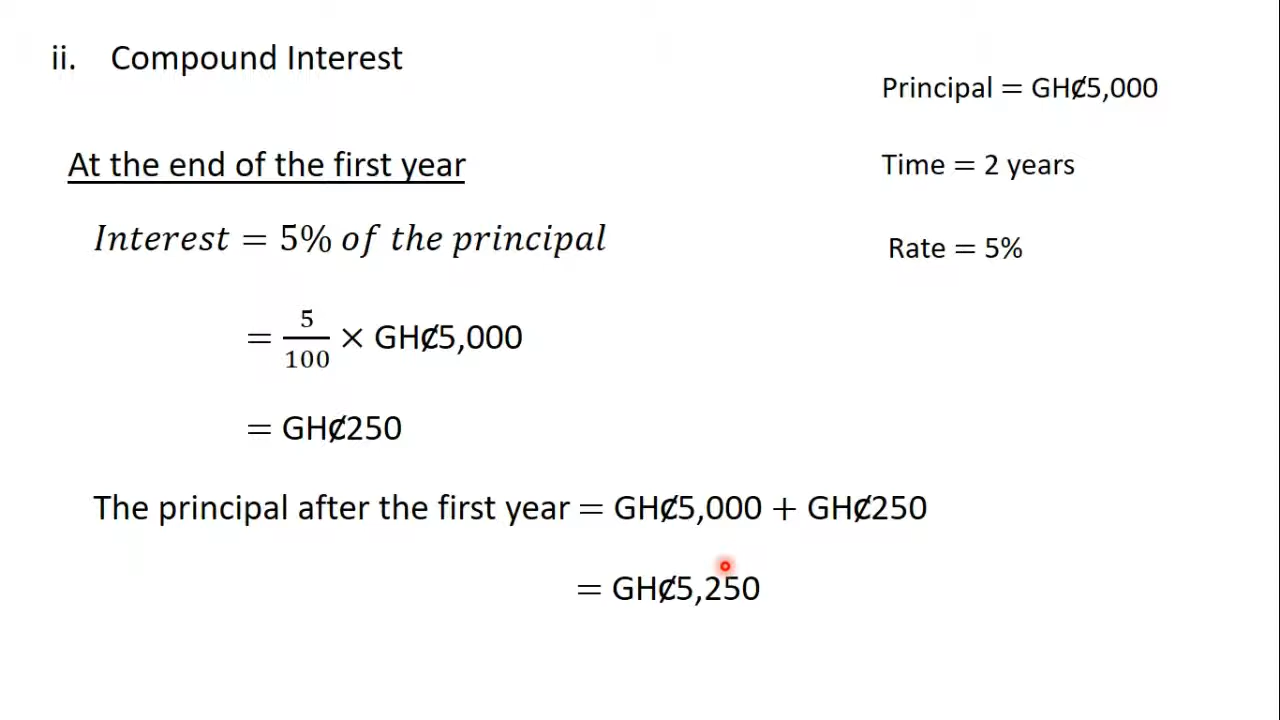 ii. Compound Interest
Principal = GH₵5,000
At the end of the first year
Time = 2 years
Interest = 5% of the principal
Rate = 5%
= 5/100 × GH₵5,000
= GH₵250
The principal after the first year = GH₵5,000 + GH₵250
= GH₵5,250